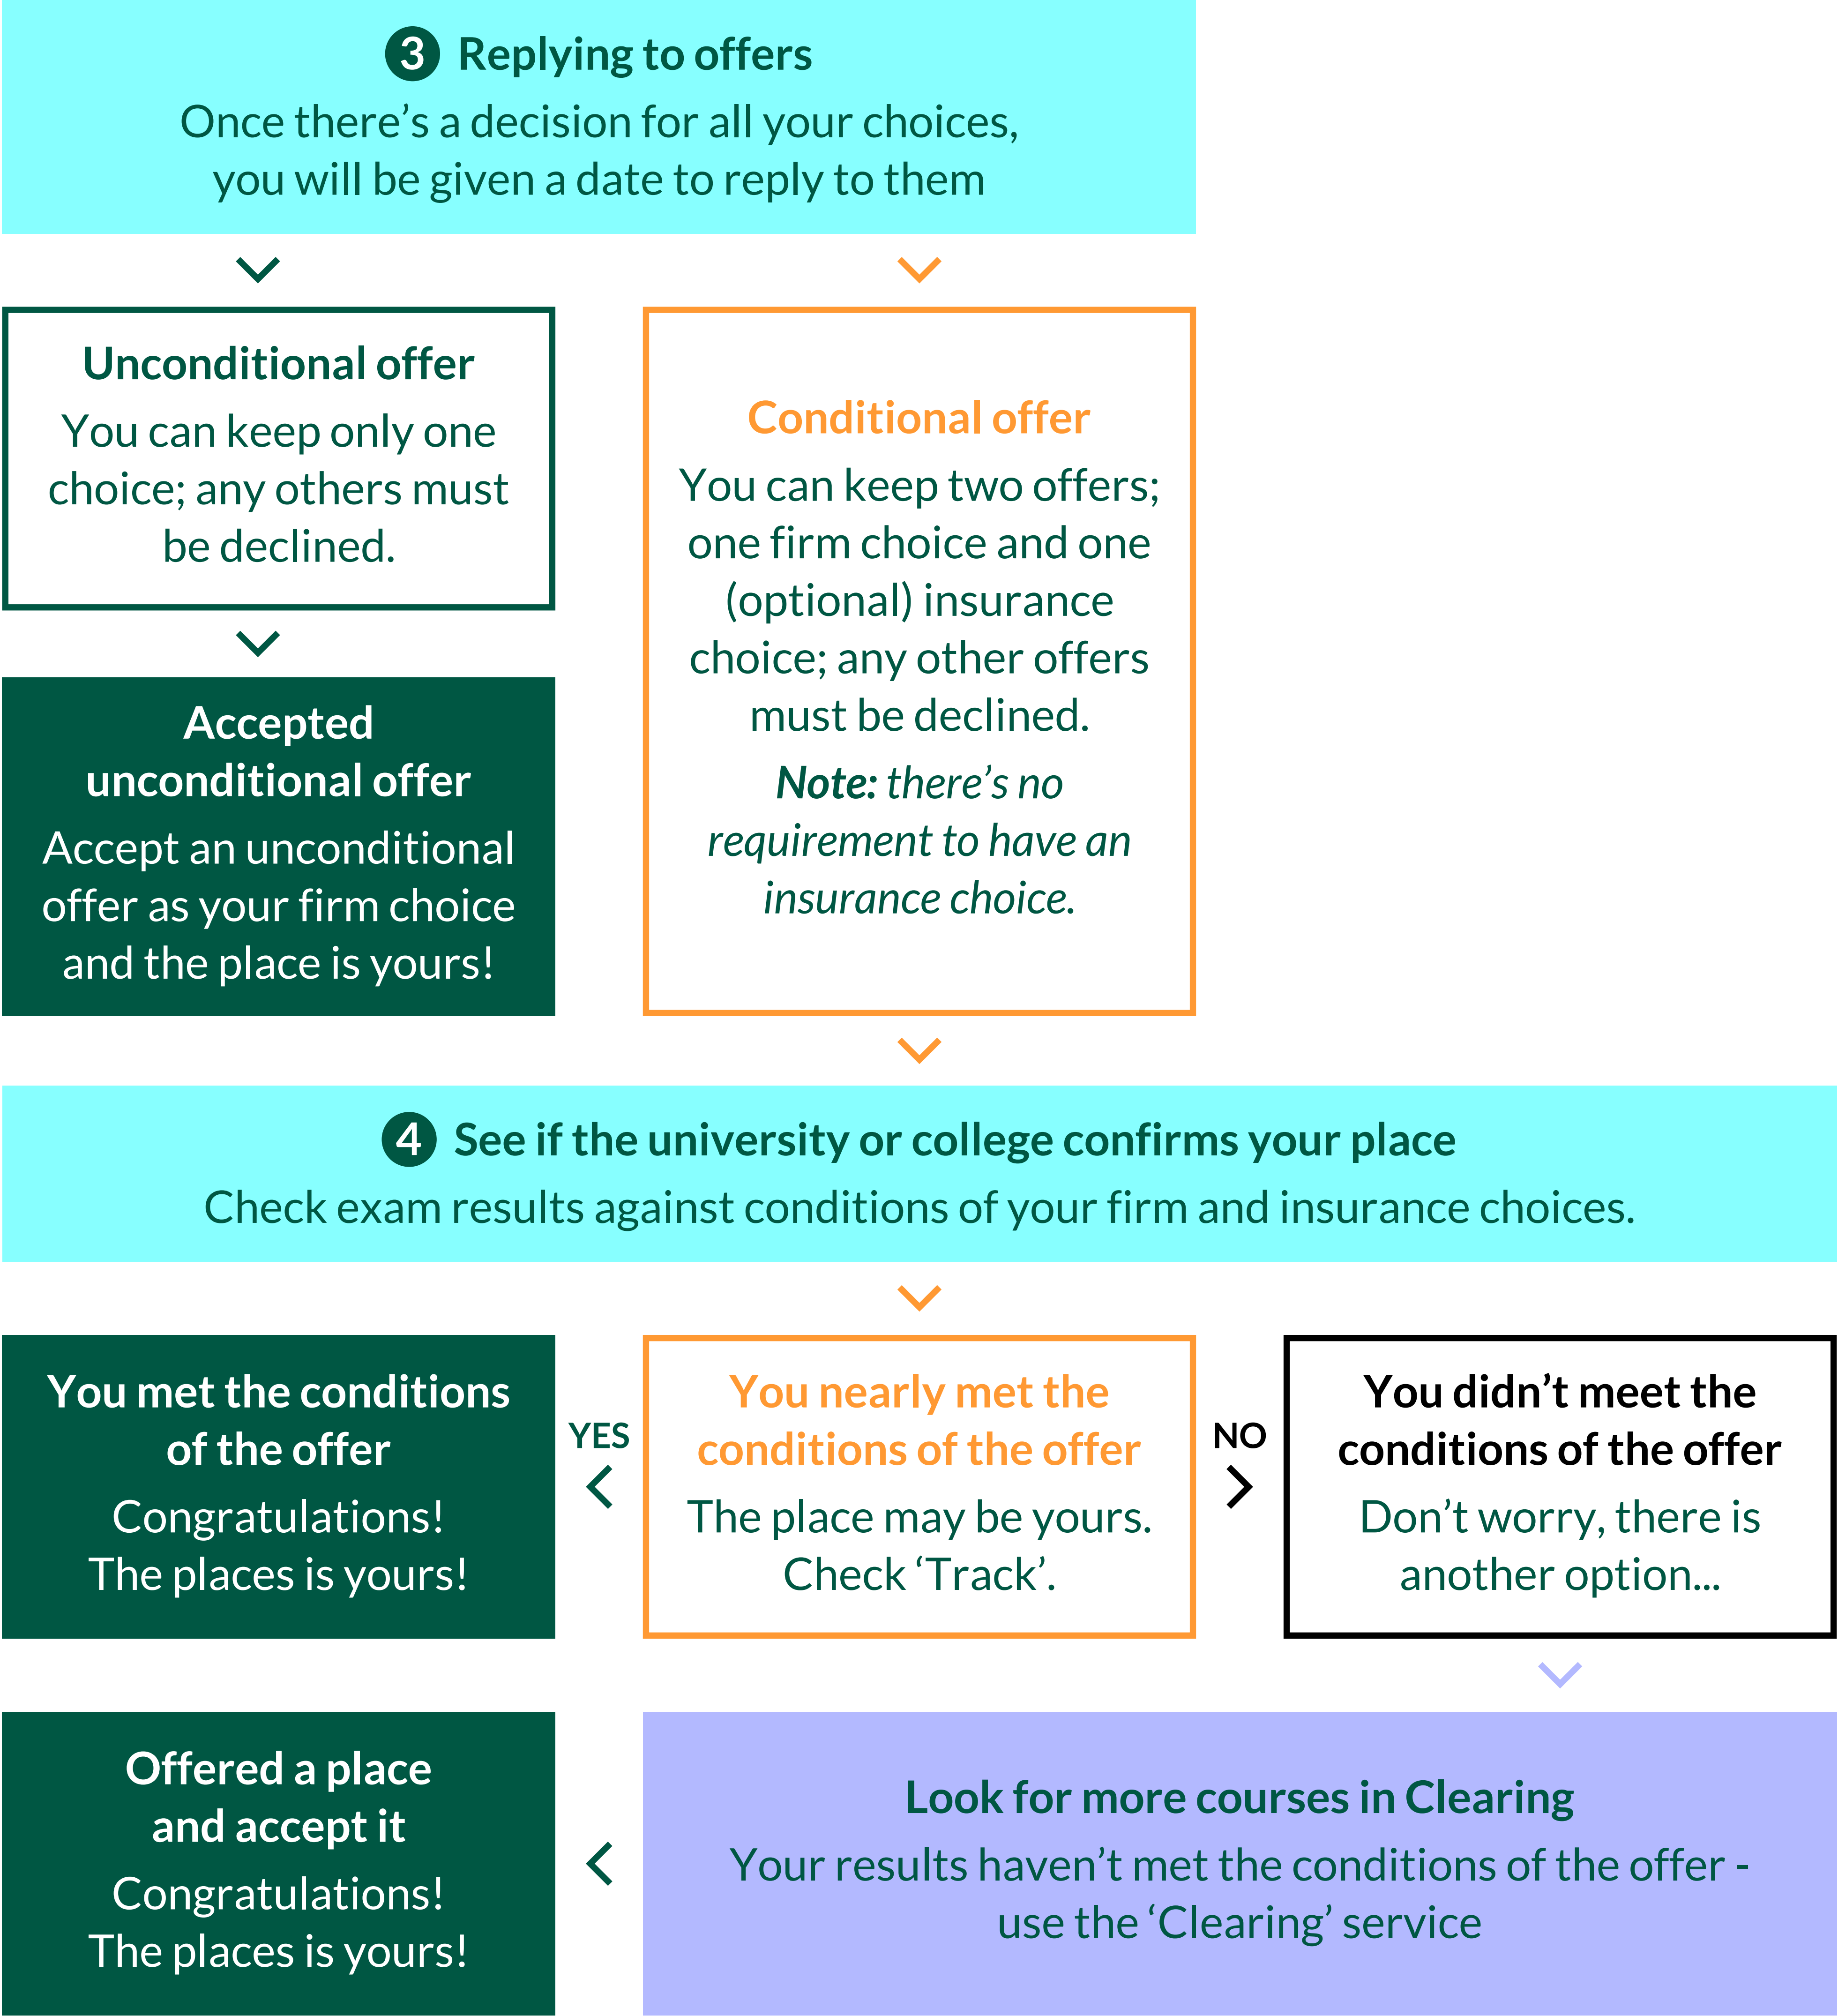 3 Replying to offers
Once there’s a decision for all your choices,
you will be given a date to reply to them
Unconditional offer
You can keep only one
choice; any others must
be declined.
Accepted
unconditional offer
Accept an unconditional
offer as your firm choice
and the place is yours!
Conditional offer
You can keep two offers;
one firm choice and one
(optional) insurance
choice; any other offers
must be declined.
Note: there’s no
requirement to have an
insurance choice.
4 See if the university or college confirms your place
Check exam results against conditions of your firm and insurance choices.
You met the conditions
of the offer
Congratulations!
The places is yours!
YES
You nearly met the
conditions of the offer
The place may be yours.
Check ‘Track’.
NO
You didn’t meet the
conditions of the offer
Don’t worry, there is
another option...
Offered a place
and accept it
Congratulations!
The places is yours!
Look for more courses in Clearing
Your results haven’t met the conditions of the offer -
use the ‘Clearing’ service